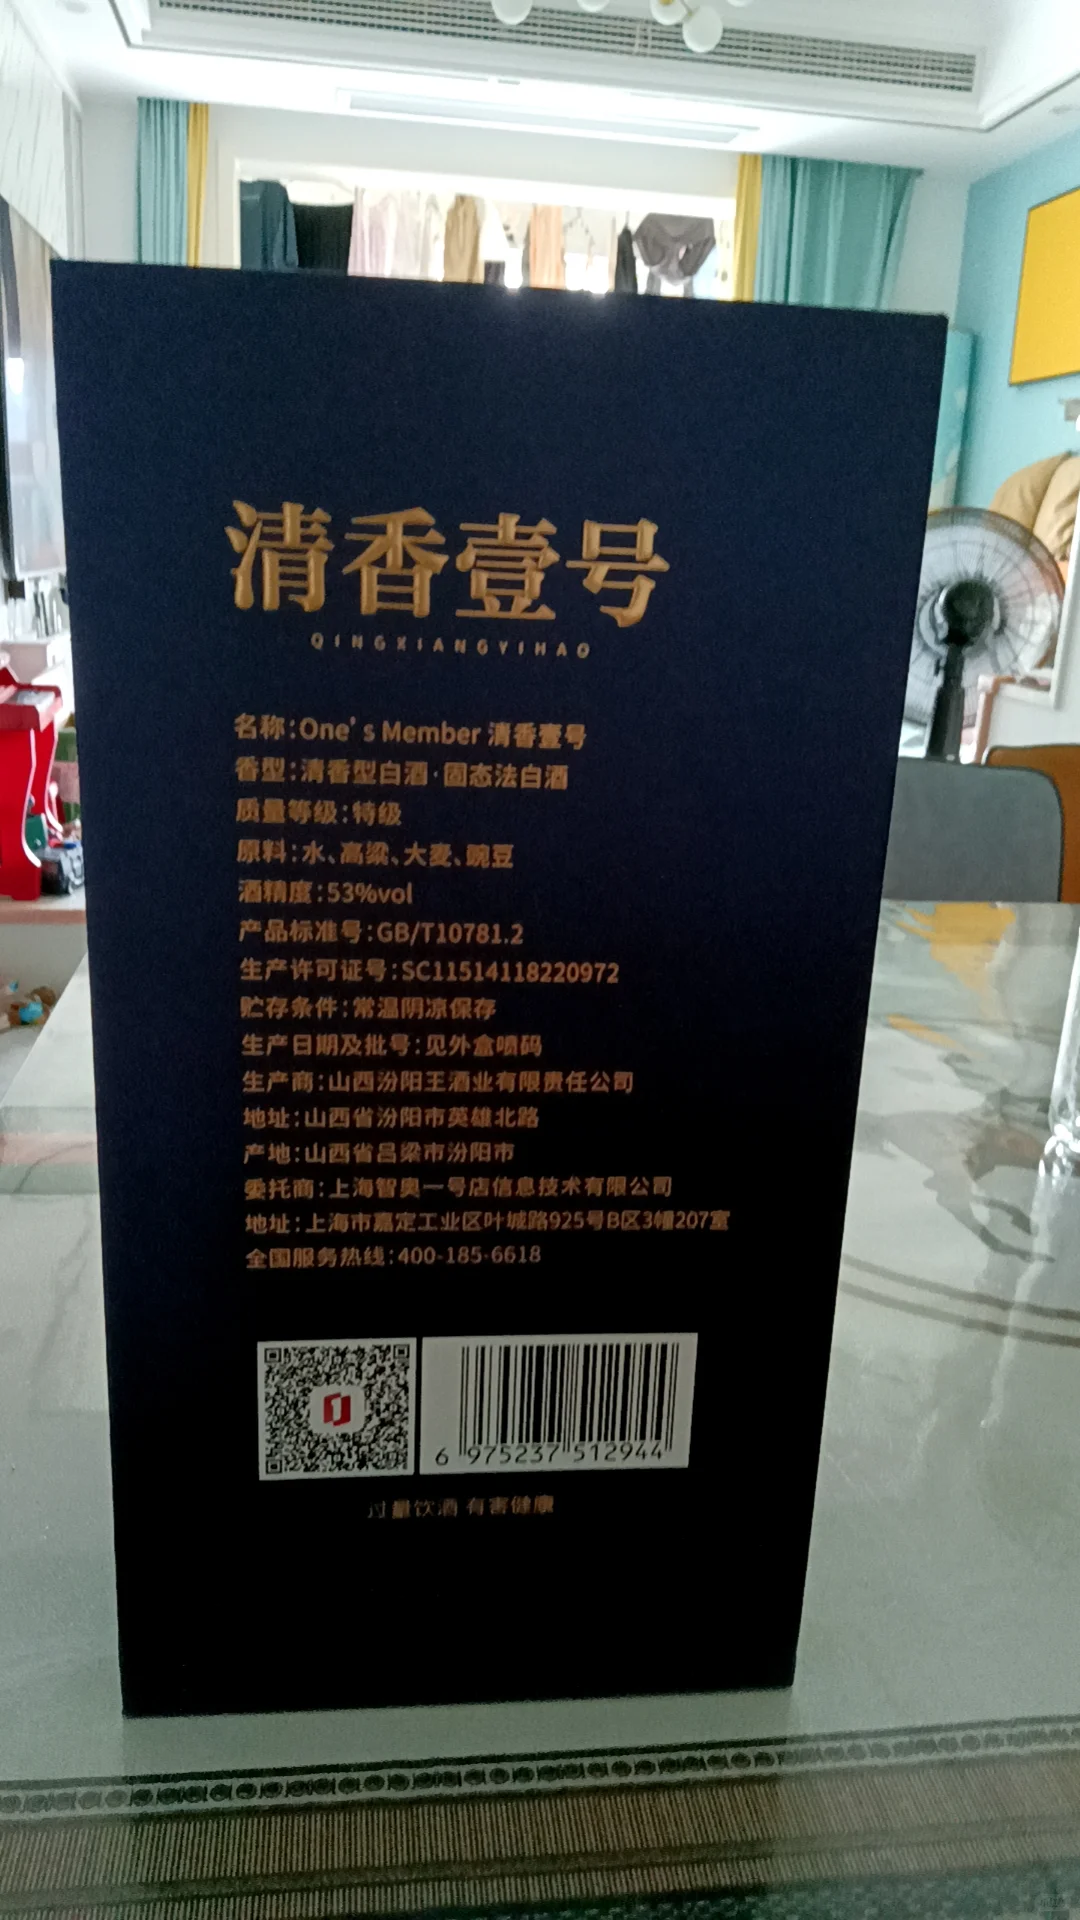 清香壹号
QINGXIANGYIHAO
名称:One's Member 清香壹号
香型:清香型白酒·固态法白酒
质量等级:特级
原料:水、高粱、大麦、豌豆
酒精度:53%vol
产品标准号:GB/T10781.2
生产许可证号:SC11514118220972
贮存条件:常温阴凉保存
生产日期及批号:见外盒喷码
生产商:山西汾阳王酒业有限责任公司
地址:山西省汾阳市英雄北路
产地:山西省吕梁市汾阳市
委托商:上海智奥一号店信息技术有限公司
地址:上海市嘉定工业区叶城路925号B区3幢207室
全国服务热线:400-185-6618
6 975237 512944
过量饮酒 有害健康